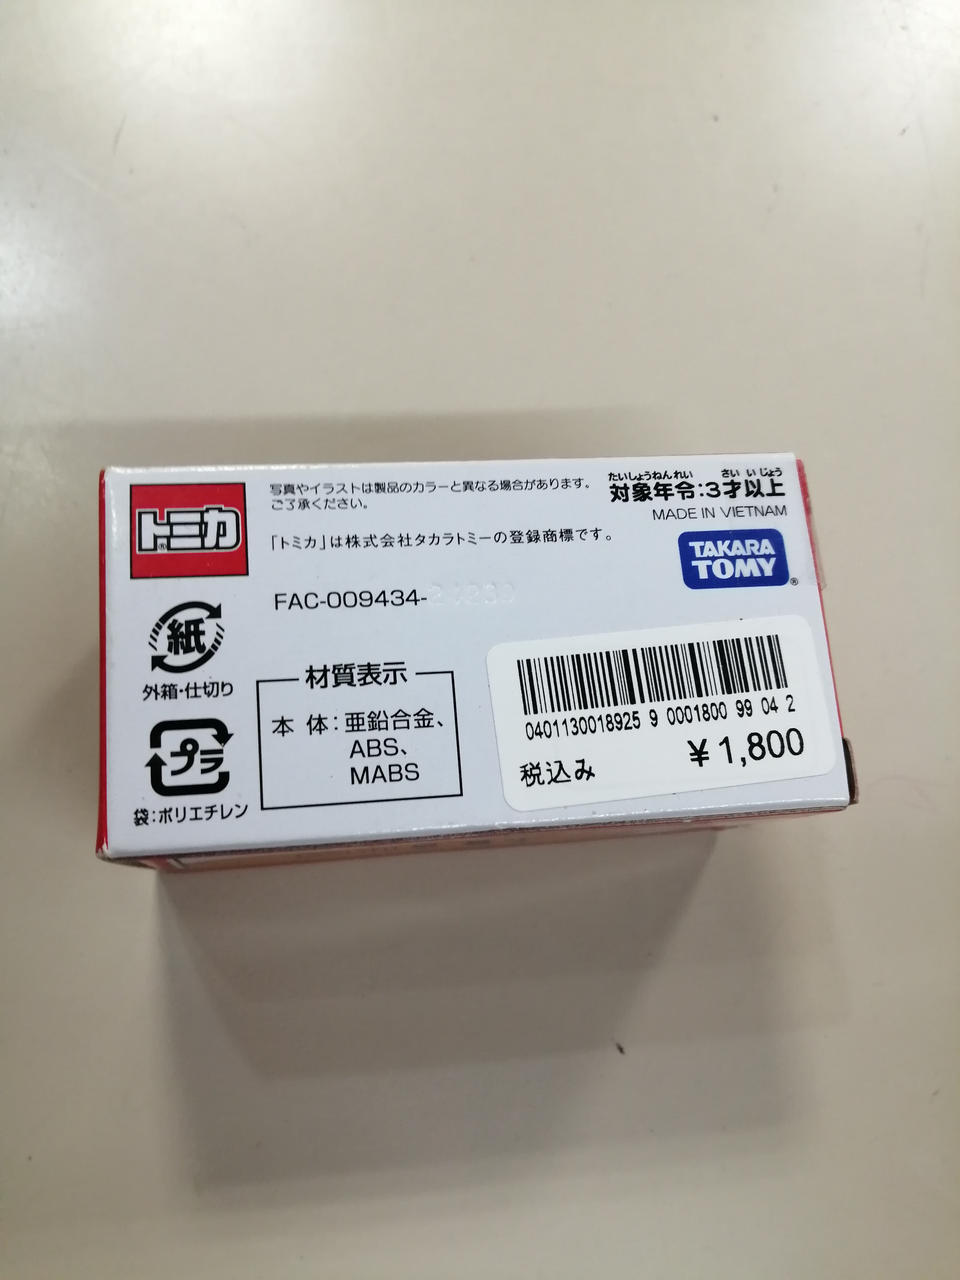 トミカ
写真やイラストは製品のカラーと異なる場合があります。
ご了承ください。
「トミカ」は株式会社タカラトミーの登録商標です。
たいしょうねんれい さい いじょう
対象年令:3才以上
MADE IN VIETNAM
TAKARA
TOMY®
FAC-009434-
紙
外箱・仕切り
プラ
袋:ポリエチレン
材質表示
本 体:亜鉛合金、
ABS、
MABS
0401130018925 9 0001800 99 04 2
税込み ¥1,800